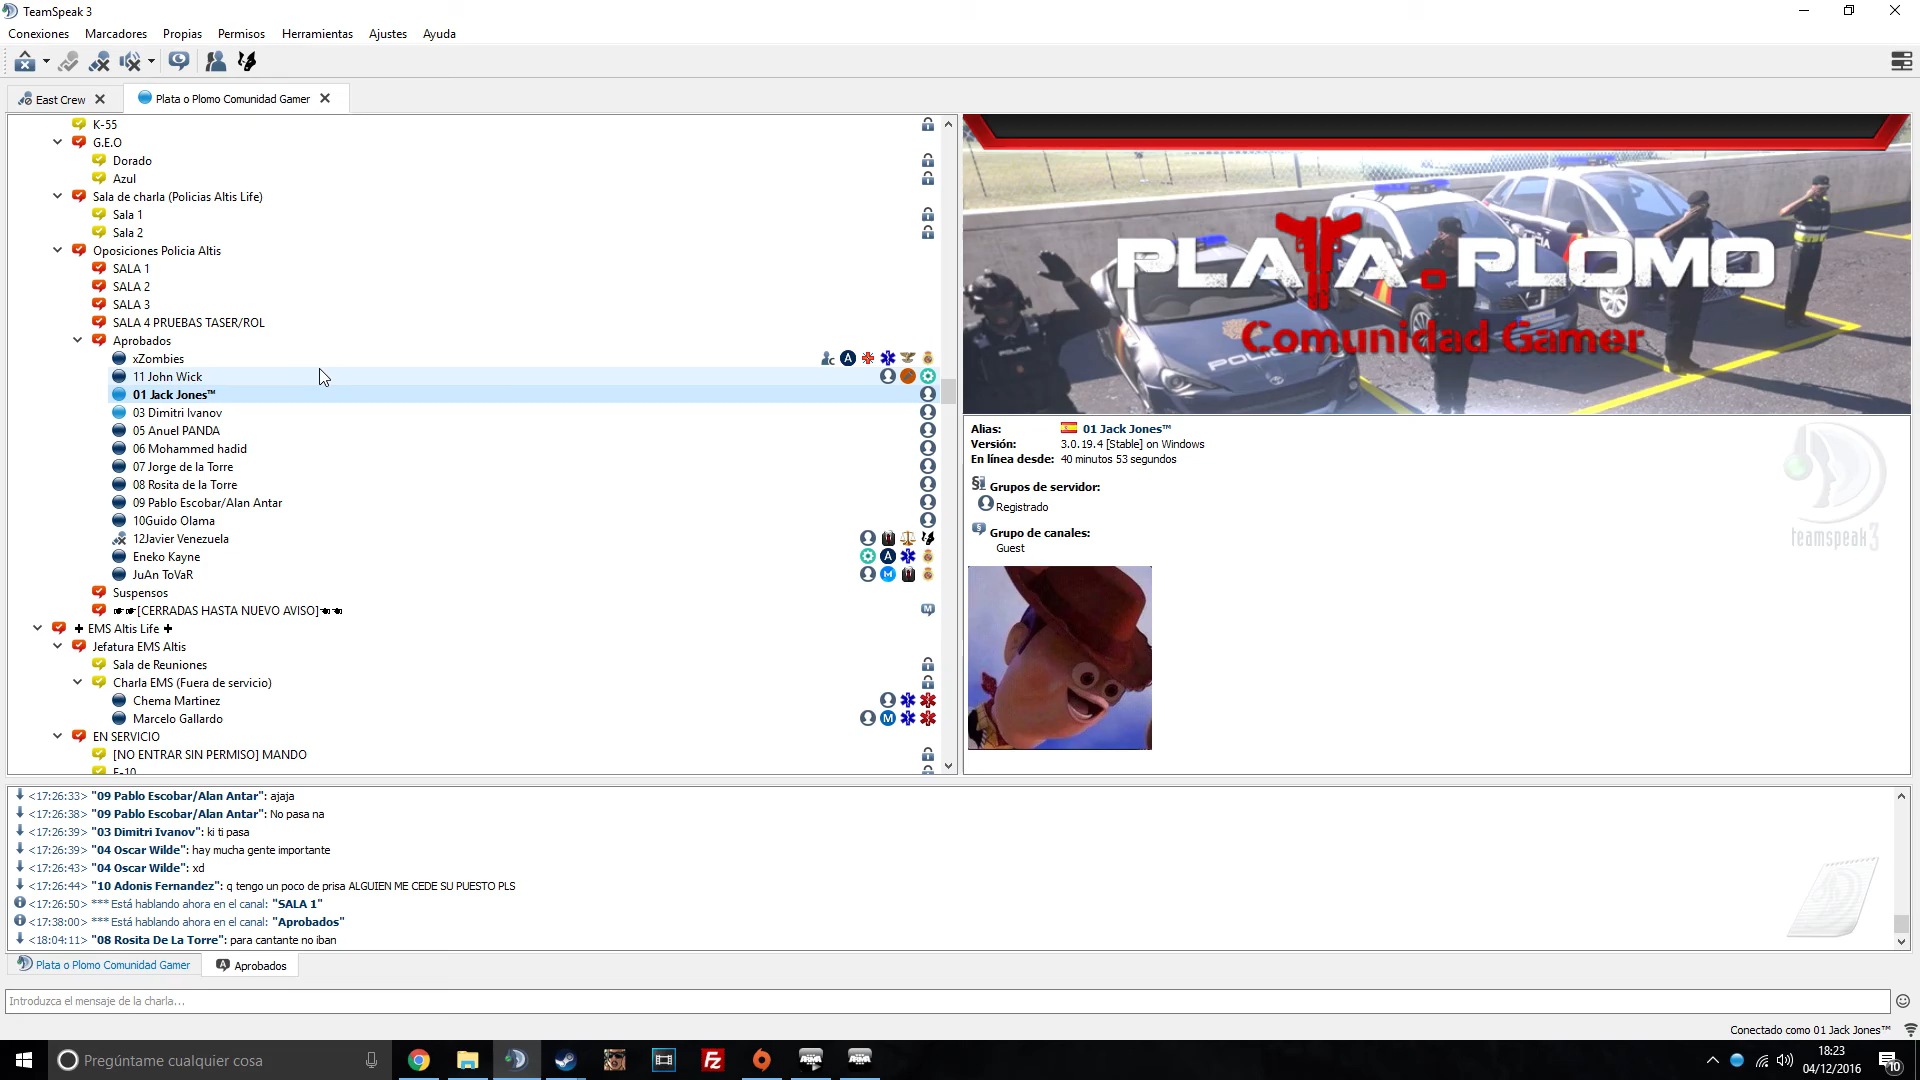 TeamSpeak 3
Conexiones Marcadores Propias Permisos Herramientas Ajustes Ayuda
East Crew
Plata o Plomo Comunidad Gamer
K-55
G.E.O
Dorado
Azul
Sala de charla (Policias Altis Life)
Sala 1
Sala 2
Oposiciones Policia Altis
SALA 1
SALA 2
SALA 3
SALA 4 PRUEBAS TASER/ROL
Aprobados
xZombies
11 John Wick
01 Jack Jones™
03 Dimitri Ivanov
05 Anuel PANDA
06 Mohammed hadid
07 Jorge de la Torre
08 Rosita de la Torre
09 Pablo Escobar/Alan Antar
10Guido Olama
12Javier Venezuela
Eneko Kayne
JuAn ToVaR
Suspensos
☛☛[CERRADAS HASTA NUEVO AVISO]☚☚
✚ EMS Altis Life ✚
Jefatura EMS Altis
Sala de Reuniones
Charla EMS (Fuera de servicio)
Chema Martinez
Marcelo Gallardo
EN SERVICIO
[NO ENTRAR SIN PERMISO] MANDO
E-10
PLATA o PLOMO
Comunidad Gamer
POLICIA
Alias: 01 Jack Jones™
Versión: 3.0.19.4 [Stable] on Windows
En línea desde: 40 minutos 53 segundos
Grupos de servidor:
Registrado
Grupo de canales:
Guest
teamspeak3
<17:26:33> "09 Pablo Escobar/Alan Antar": ajaja
<17:26:38> "09 Pablo Escobar/Alan Antar": No pasa na
<17:26:39> "03 Dimitri Ivanov": ki ti pasa
<17:26:39> "04 Oscar Wilde": hay mucha gente importante
<17:26:43> "04 Oscar Wilde": xd
<17:26:44> "10 Adonis Fernandez": q tengo un poco de prisa ALGUIEN ME CEDE SU PUESTO PLS
<17:26:50> *** Está hablando ahora en el canal: "SALA 1"
<17:38:00> *** Está hablando ahora en el canal: "Aprobados"
<18:04:11> "08 Rosita De La Torre": para cantante no iban
Plata o Plomo Comunidad Gamer
Aprobados
Introduzca el mensaje de la charla...
Conectado como 01 Jack Jones™
Pregúntame cualquier cosa
18:23
04/12/2016
10